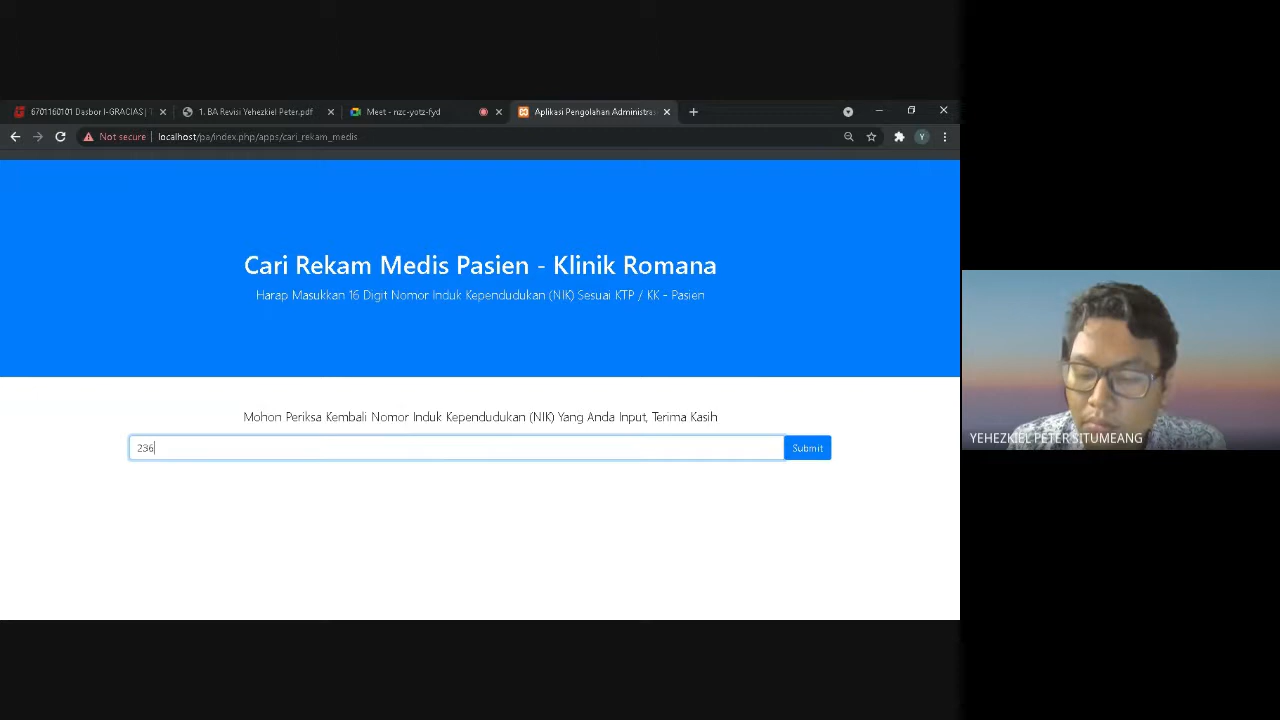 6701160101 Dasbor I-GRACIAS |
1. BA Revisi Yehezkiel Peter.pdf
Meet - nzc-yotz-fyd
Aplikasi Pengolahan Administras
Not secure
localhost/pa/index.php/apps/cari_rekam_medis
Y
Cari Rekam Medis Pasien - Klinik Romana
Harap Masukkan 16 Digit Nomor Induk Kependudukan (NIK) Sesuai KTP / KK - Pasien
Mohon Periksa Kembali Nomor Induk Kependudukan (NIK) Yang Anda Input, Terima Kasih
236
Submit
YEHEZKIEL PETER SITUMEANG